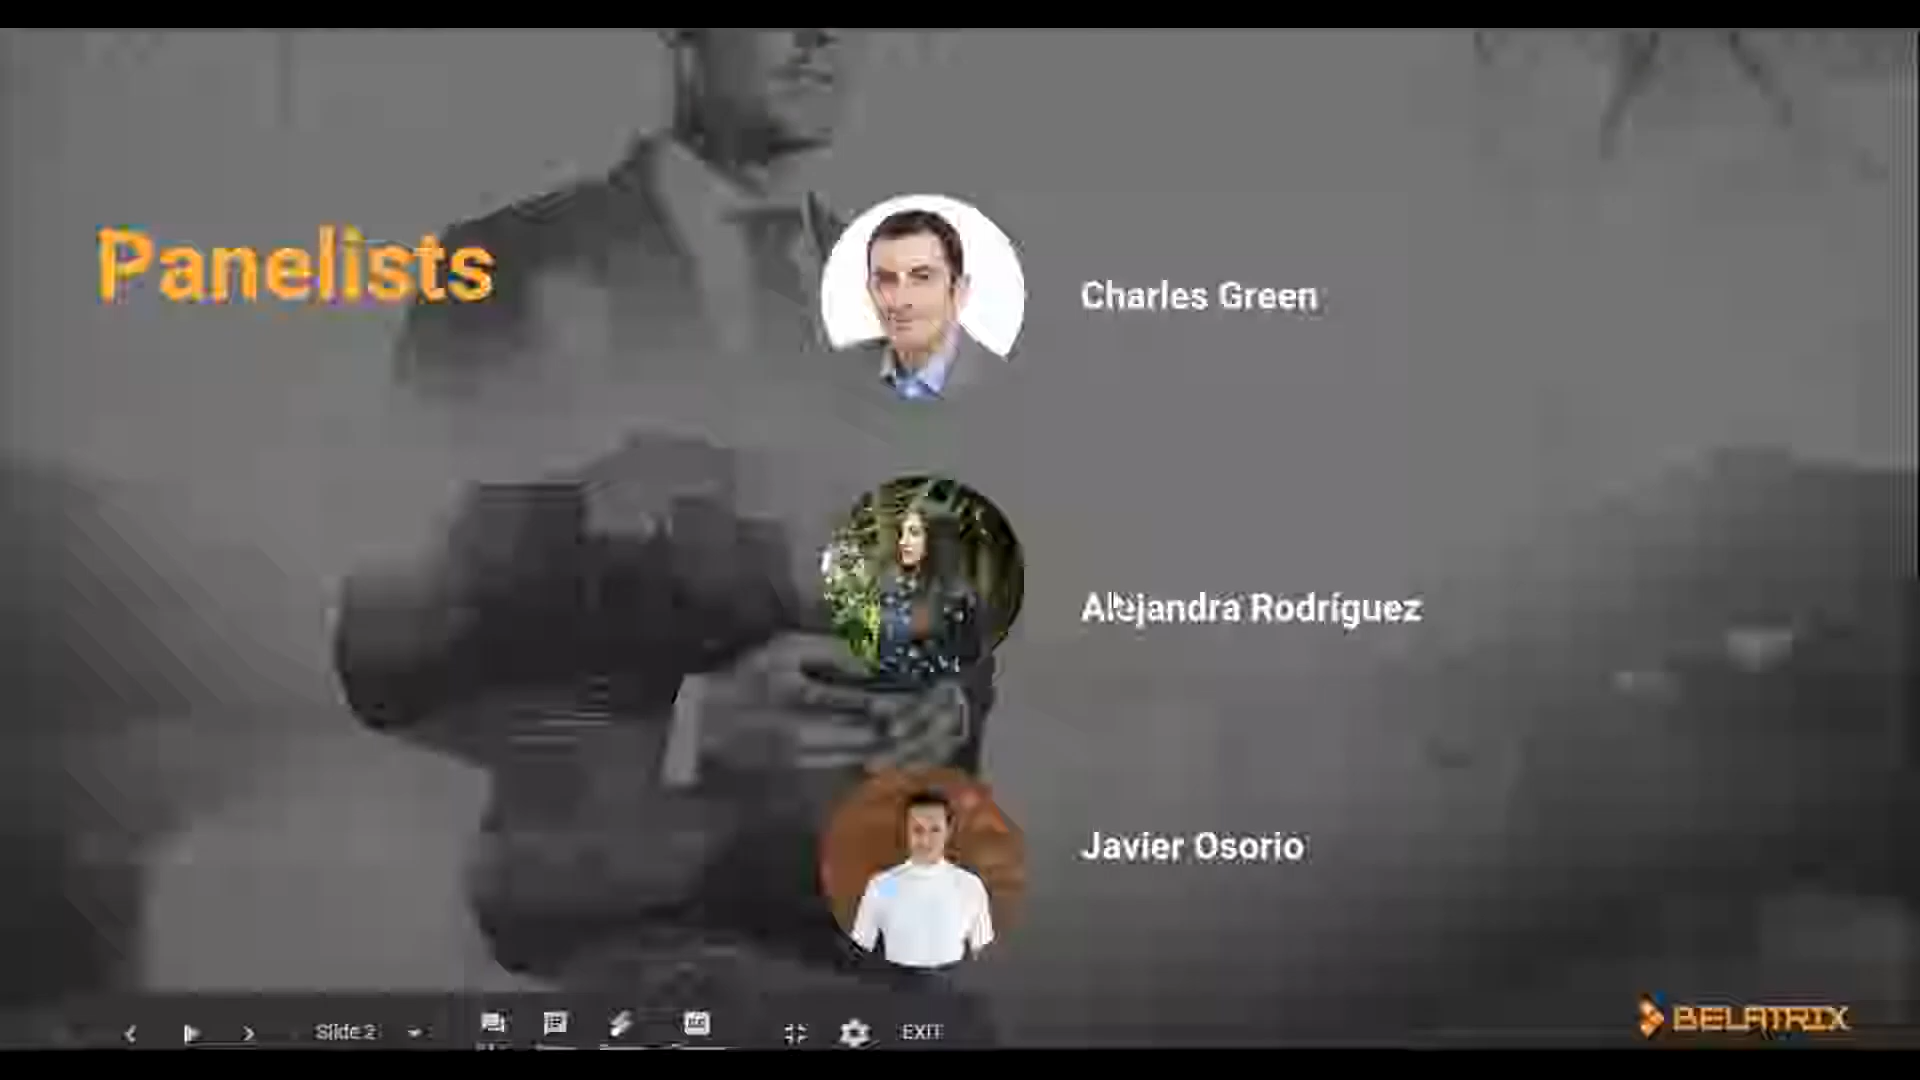 Panelists
Charles Green
Alejandra Rodríguez
Javier Osorio
BELATRIX
Slide 2
EXIT